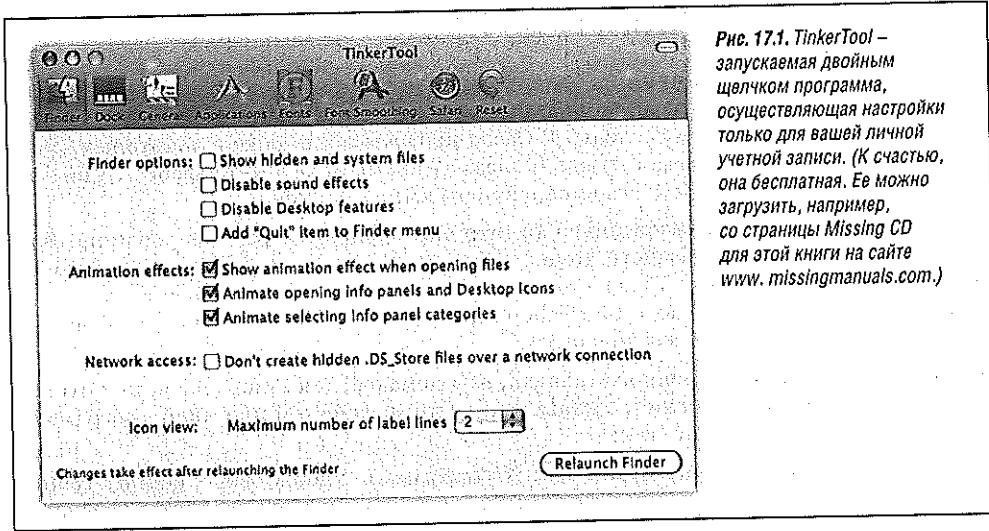 TinkerTool
Finder Dock General Applications Fonts Font Smoothing Safari Reset
Finder options: Show hidden and system files
Disable sound effects
Disable Desktop features
Add "Quit" item to Finder menu
Animation effects: Show animation effect when opening files
Animate opening info panels and Desktop icons
Animate selecting info panel categories
Network access: Don't create hidden .DS_Store files over a network connection
Icon view: Maximum number of label lines 2
Changes take effect after relaunching the Finder
Relaunch Finder
Рис. 17.1. TinkerTool –
запускаемая двойным
щелчком программа,
осуществляющая настройки
только для вашей личной
учетной записи. (К счастью,
она бесплатная. Ее можно
загрузить, например,
со страницы Missing CD
для этой книги на сайте
www. missingmanuals.com.)